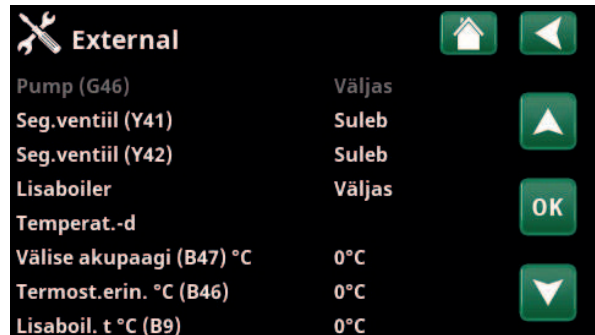 External
Pump (G46) Väljas
Seg.ventiil (Y41) Suleb
Seg.ventiil (Y42) Suleb
Lisaboiler Väljas
OK
Temperat.-d
Välise akupaagi (B47) °C 0°C
Termost.erin. °C (B46) 0°C
Lisaboil. t °C (B9) 0°C